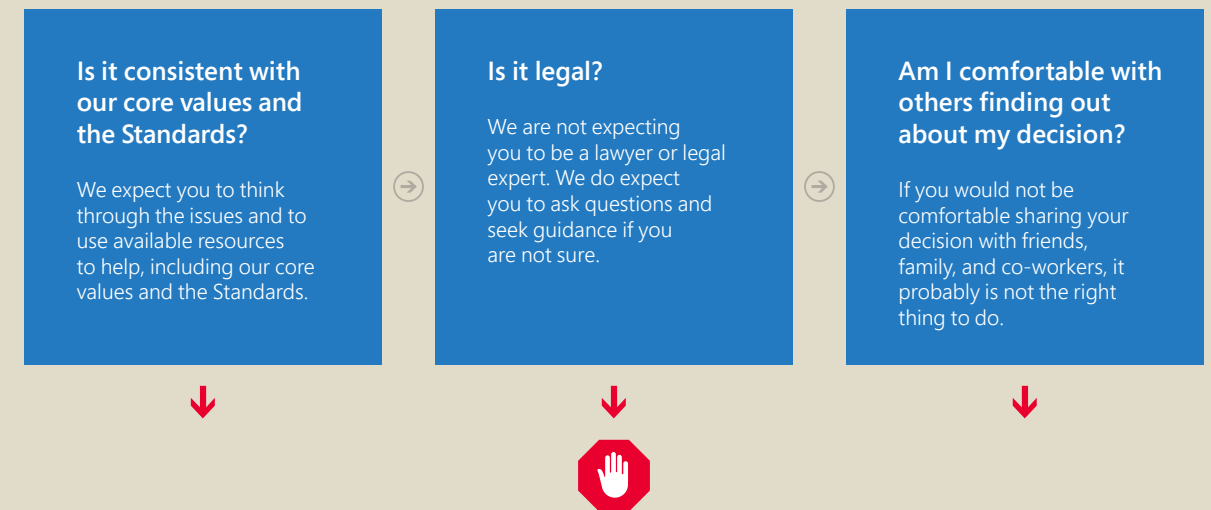 Is it consistent with
our core values and
the Standards?
We expect you to think
through the issues and to
use available resources
to help, including our core
values and the Standards.
Is it legal?
We are not expecting
you to be a lawyer or legal
expert. We do expect
you to ask questions and
seek guidance if you
are not sure.
Am I comfortable with
others finding out
about my decision?
If you would not be
comfortable sharing your
decision with friends,
family, and co-workers, it
probably is not the right
thing to do.